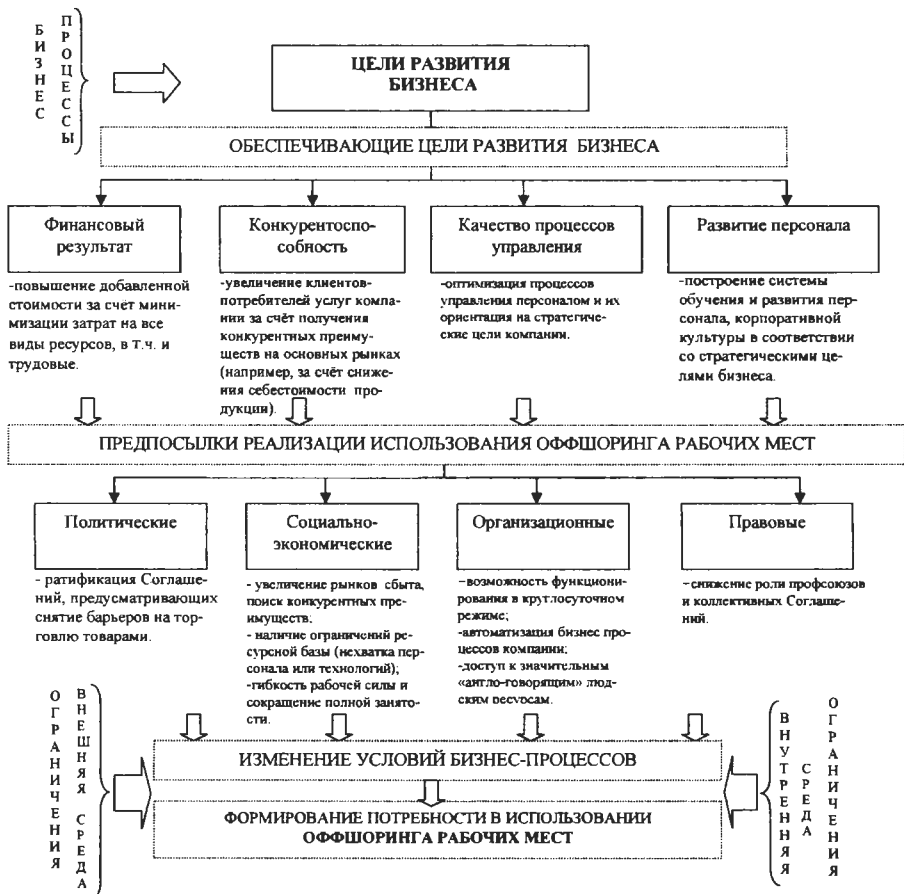 БИЗНЕС
ПРОЦЕССЫ
ЦЕЛИ РАЗВИТИЯ
БИЗНЕСА
ОБЕСПЕЧИВАЮЩИЕ ЦЕЛИ РАЗВИТИЯ БИЗНЕСА
Финансовый
результат
-повышение добавленной
стоимости за счёт мини-
мизации затрат на все
виды ресурсов, в т.ч. и
трудовые.
Конкурентоспо-
собность
-увеличение клиентов-
потребителей услуг компа-
нии за счёт получения
конкурентных преиму-
ществ на основных рынках
(например, за счёт сниже-
ния себестоимости про-
дукции).
Качество процессов
управления
-оптимизация процессов
управления персоналом и их
ориентация на стратегиче-
ские цели компании.
Развитие персонала
-построение системы
обучения и развития пер-
сонала, корпоративной
культуры в соответствии
со стратегическими це-
лями бизнеса.
ПРЕДПОСЫЛКИ РЕАЛИЗАЦИИ ИСПОЛЬЗОВАНИЯ ОФФШОРИНГА РАБОЧИХ МЕСТ
Политические
- ратификация Соглаше-
ний, предусматривающих
снятие барьеров на тор-
говлю товарами.
Социально-
экономические
- увеличение рынков сбыта,
поиск конкурентных пре-
имуществ;
- наличие ограничений ре-
сурсной базы (нехватка пер-
сонала или технологий);
-гибкость рабочей силы и
сокращение полной занято-
сти.
Организационные
-возможность функциони-
рования в круглосуточном
режиме;
-автоматизация бизнес про-
цессов компании;
-доступ к значительным
«англо-говорящим» люд-
ским ресурсам.
Правовые
-снижение роли профсоюзов
и коллективных Соглаше-
ний.
ОГРАНИЧЕНИЯ
ВНЕШНЯЯ СРЕДА
ИЗМЕНЕНИЕ УСЛОВИЙ БИЗНЕС-ПРОЦЕССОВ
ФОРМИРОВАНИЕ ПОТРЕБНОСТИ В ИСПОЛЬЗОВАНИИ
ОФФШОРИНГА РАБОЧИХ МЕСТ
ВНУТРЕННЯЯ
СРЕДА
ОГРАНИЧЕНИЯ